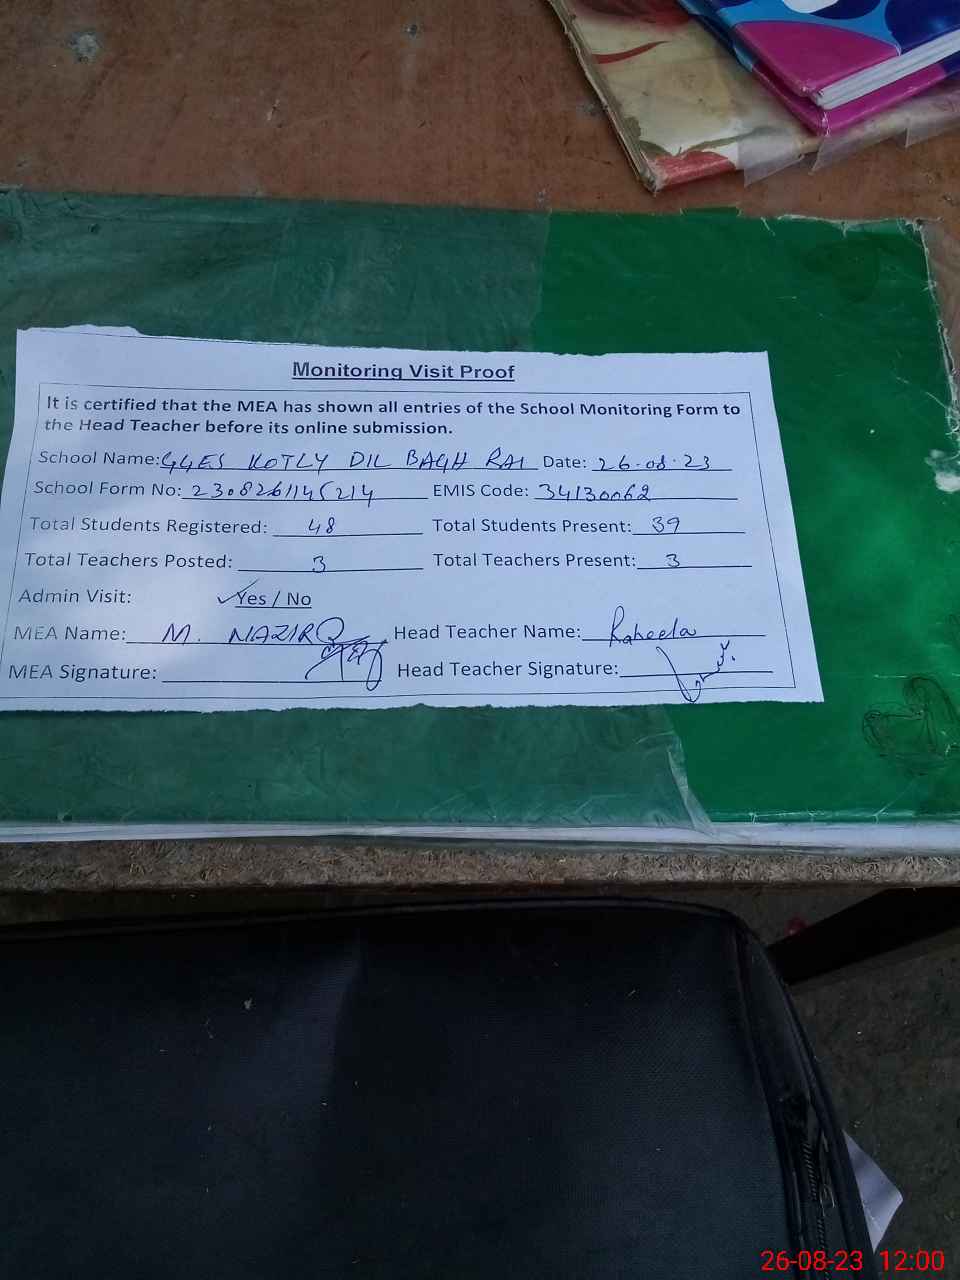 Monitoring Visit Proof
It is certified that the MEA has shown all entries of the School Monitoring Form to
the Head Teacher before its online submission.
School Name: GGES KOTLY DIL BAGH RAI Date: 26.08.23
School Form No: EMIS Code: 34130062
Total Students Registered: 48 Total Students Present: 39
Total Teachers Posted: 3 Total Teachers Present: 3
Admin Visit: ✓Yes / No
MEA Name: M. NAZIR Head Teacher Name: Raheela
MEA Signature: Head Teacher Signature:
26-08-23 12:00